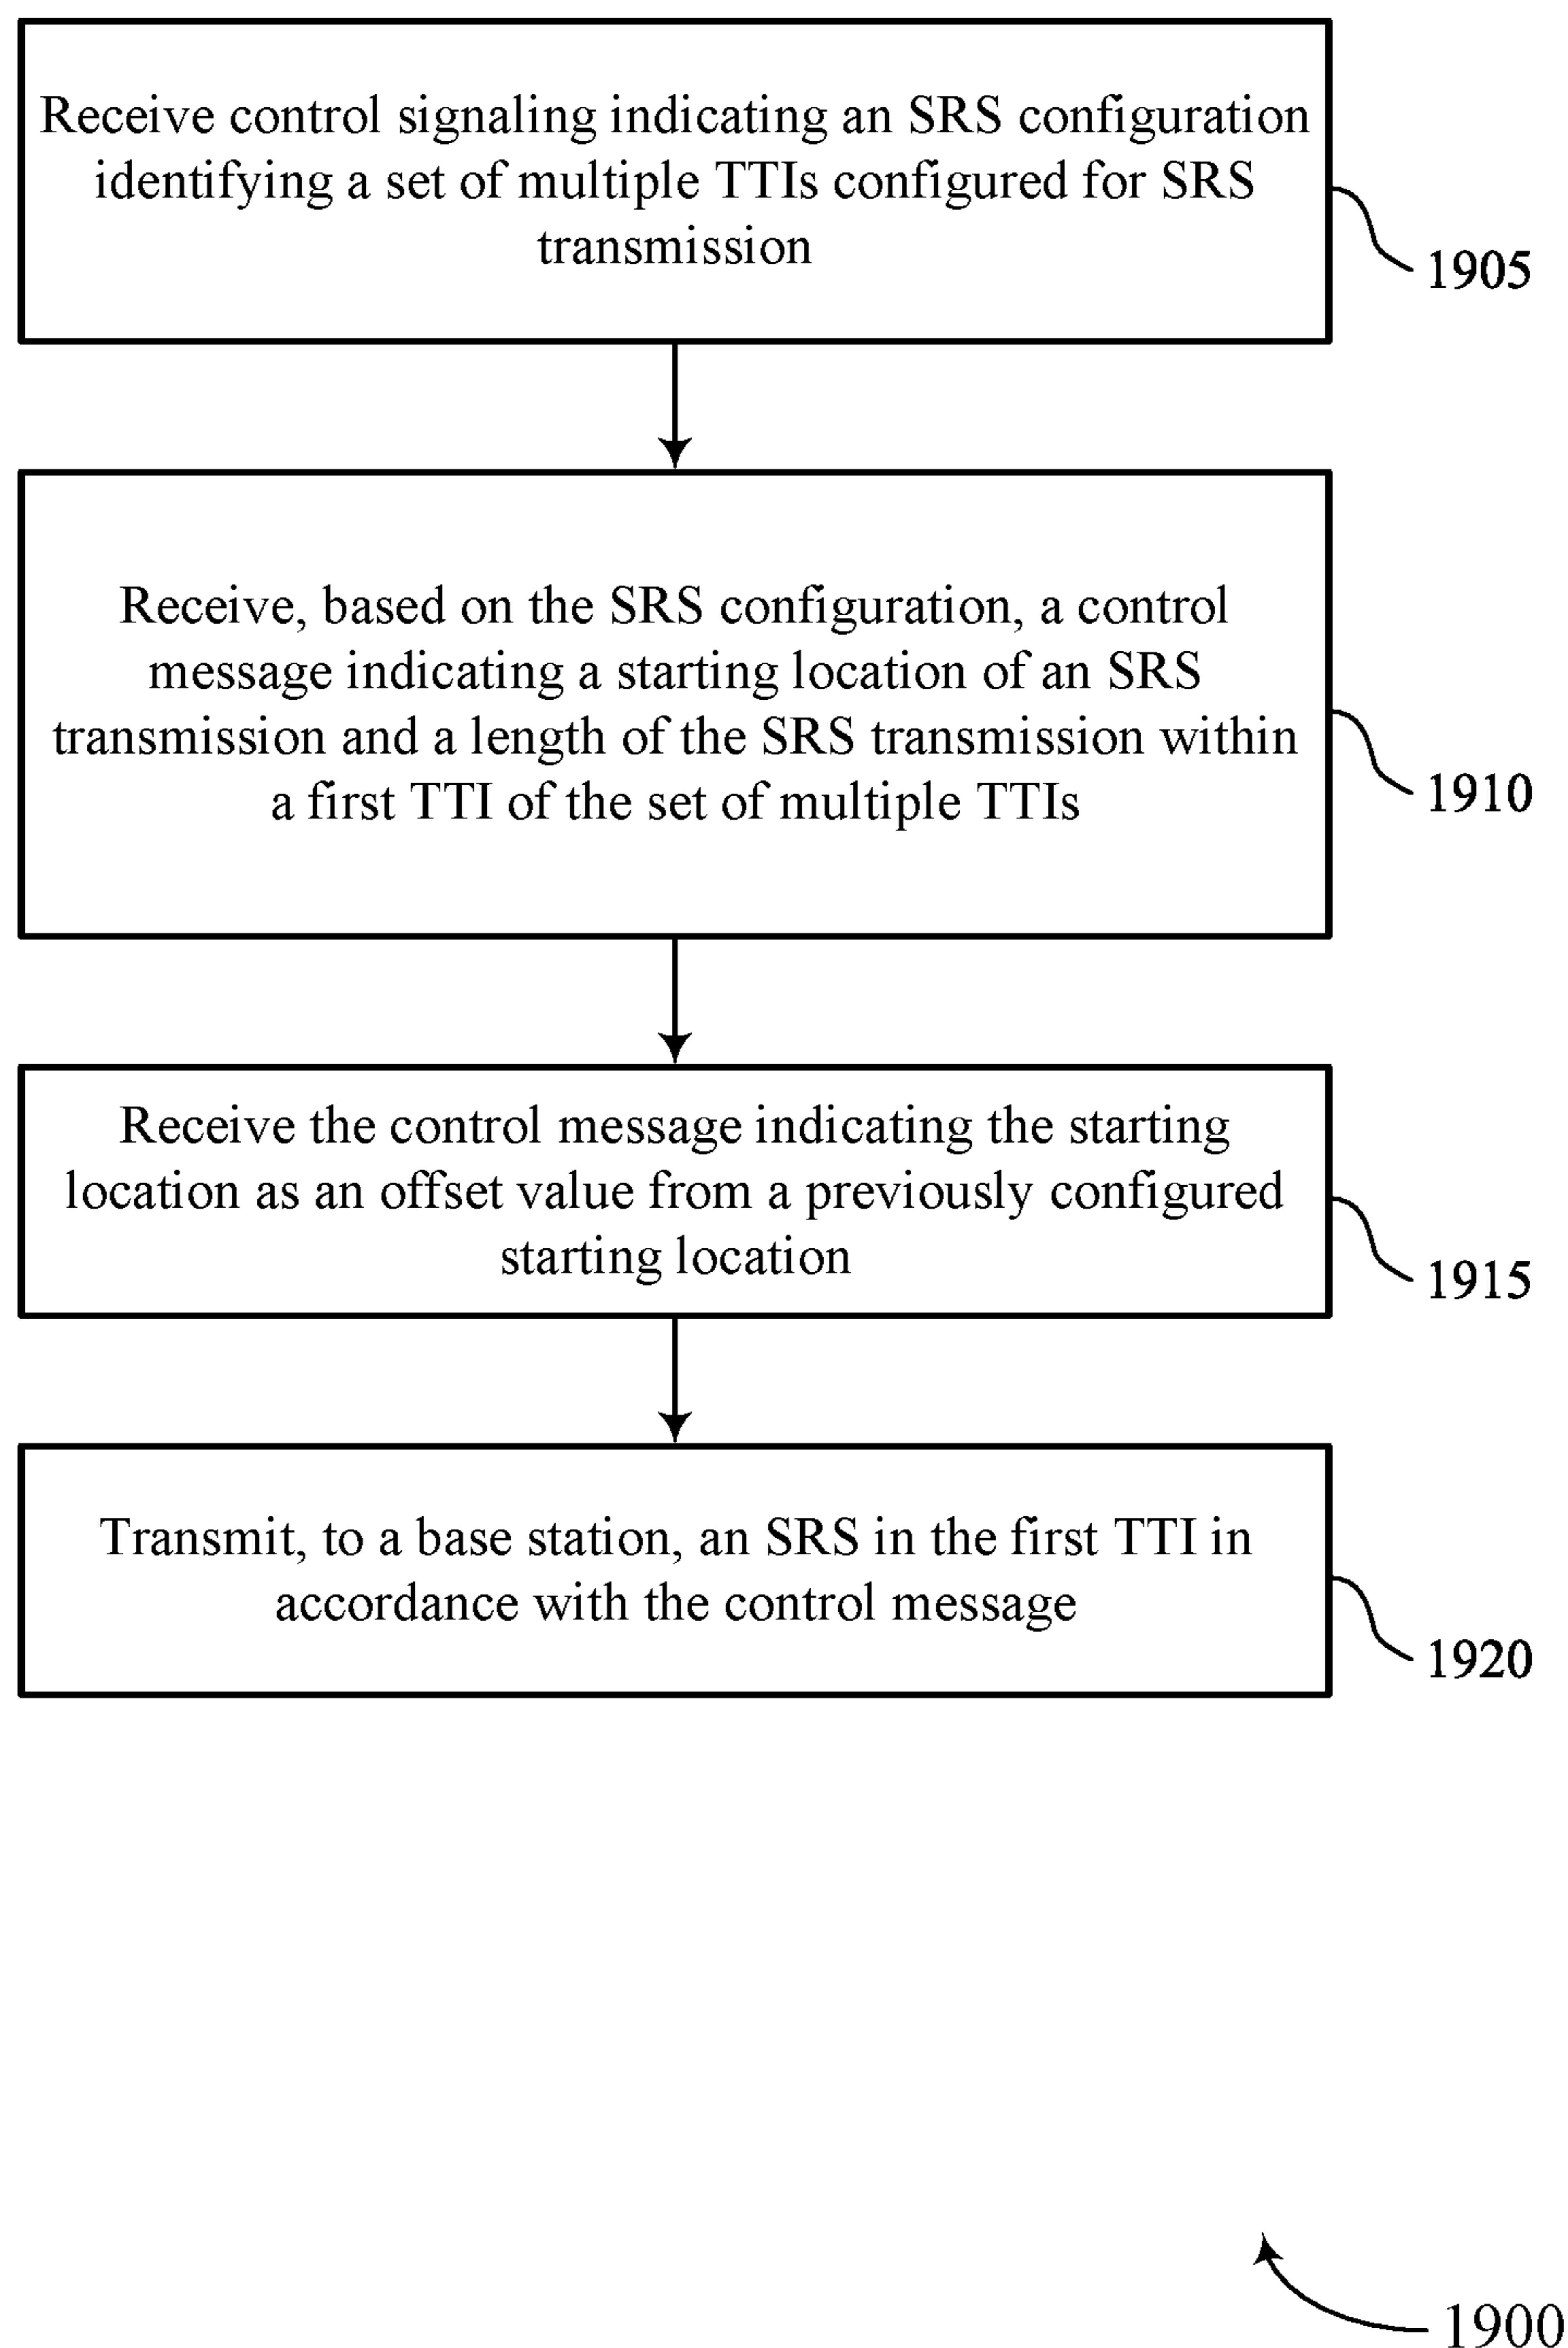 Receive control signaling indicating an SRS configuration
identifying a set of multiple TTIs configured for SRS
transmission
1905
Receive, based on the SRS configuration, a control
message indicating a starting location of an SRS
transmission and a length of the SRS transmission within
a first TTI of the set of multiple TTIs
1910
Receive the control message indicating the starting
location as an offset value from a previously configured
starting location
1915
Transmit, to a base station, an SRS in the first TTI in
accordance with the control message
1920
1900